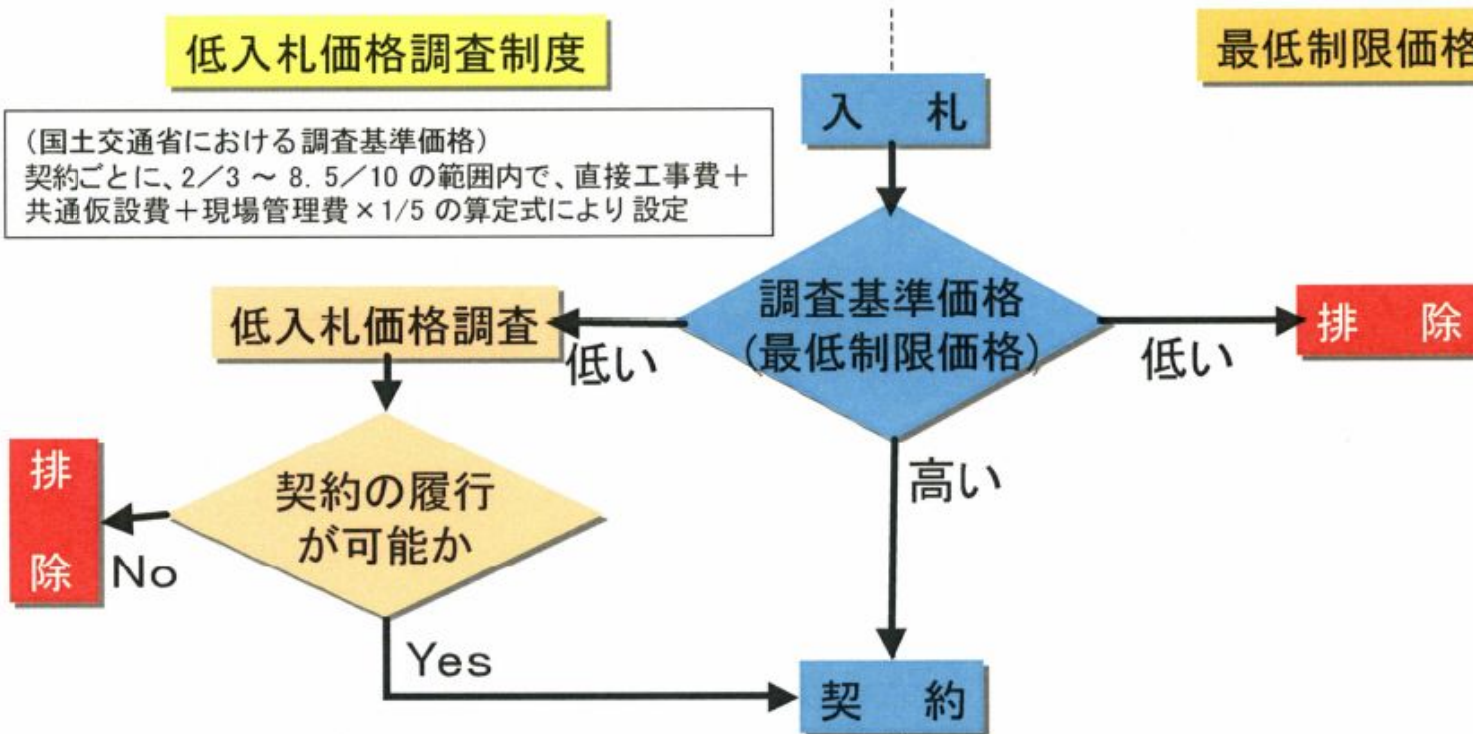 低入札価格調査制度
最低制限価格
入 札
(国土交通省における調査基準価格)
契約ごとに、2/3 ~ 8. 5/10 の範囲内で、直接工事費+
共通仮設費+現場管理費×1/5 の算定式により設定
調査基準価格
(最低制限価格)
低入札価格調査
低い
低い
排 除
高い
契約の履行
が可能か
排
除
No
Yes
契 約